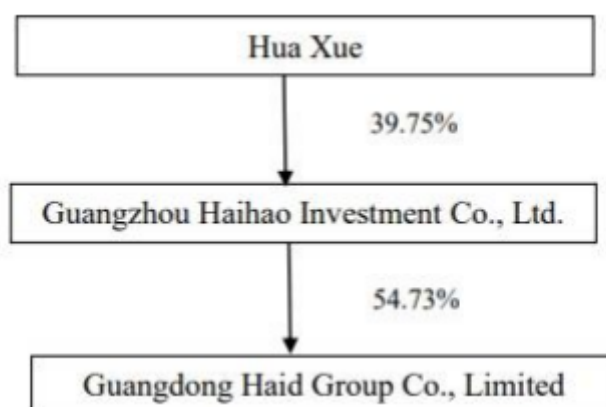 Hua Xue
39.75%
Guangzhou Haihao Investment Co., Ltd.
54.73%
Guangdong Haid Group Co., Limited